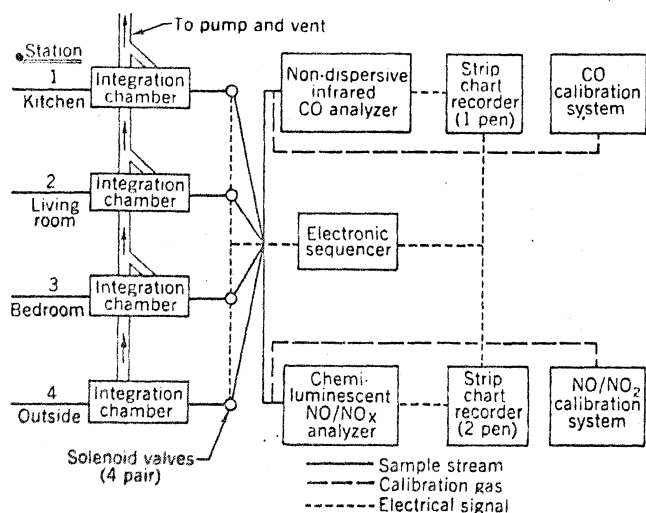 To pump and vent
Station
1
Kitchen
Integration
chamber
2
Living
room
Integration
chamber
3
Bedroom
Integration
chamber
4
Outside
Integration
chamber
Solenoid valves
(4 pair)
Non-dispersive
infrared
CO analyzer
Strip
chart
recorder
(1 pen)
CO
calibration
system
Electronic
sequencer
Chemi-
luminescent
NO/NOx
analyzer
Strip
chart
recorder
(2 pen)
NO/NO2
calibration
system
Sample stream
Calibration gas
Electrical signal